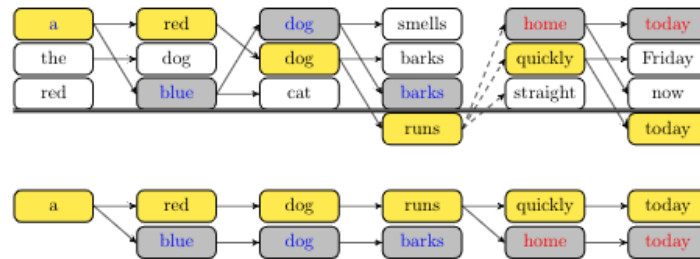 a red dog smells home today
the dog dog barks quickly Friday
red blue cat barks straight now
runs today
a red dog runs quickly today
blue dog barks home today